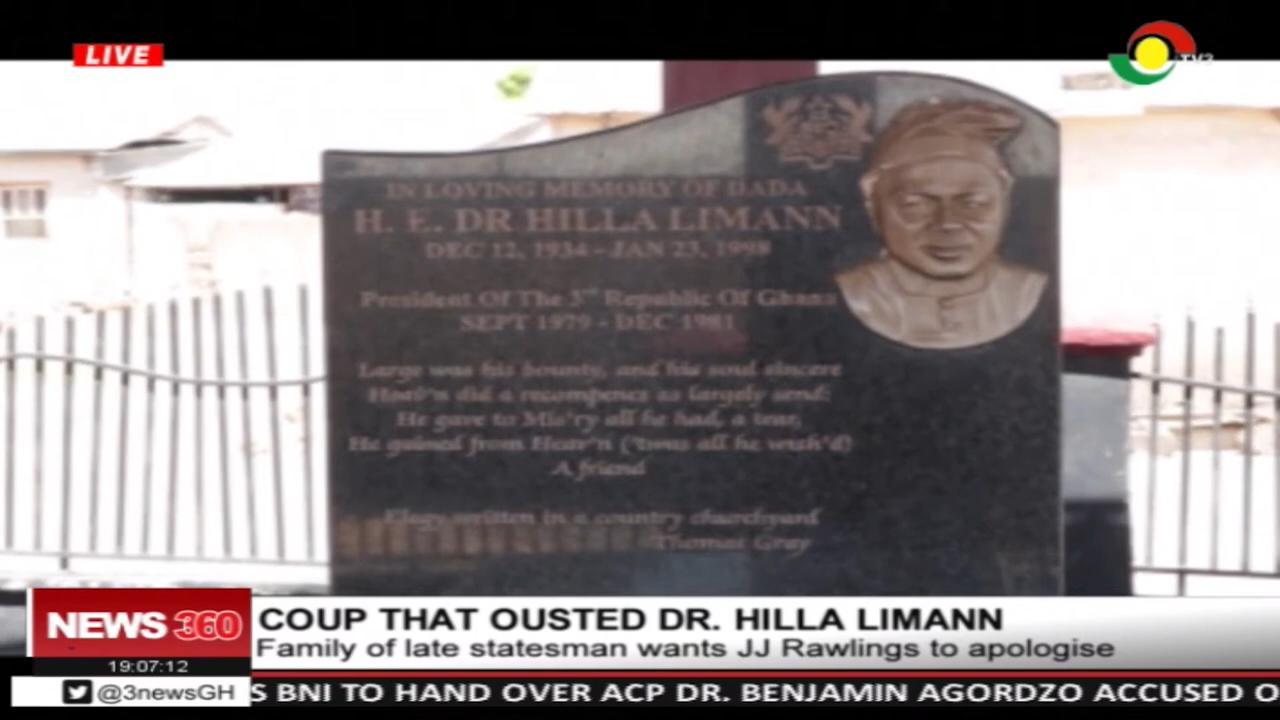 LIVE
TV3
IN LOVING MEMORY OF DADA
H. E. DR HILLA LIMANN
DEC 12, 1934 - JAN 23, 1998
President Of The 3rd Republic Of Ghana
SEPT 1979 - DEC 1981
Large was his bounty, and his soul sincere
Heav'n did a recompence as largely send:
He gave to Mis'ry all he had, a tear,
He gained from Heav'n ('twas all he wish'd)
A friend
Elegy written in a country churchyard
Thomas Gray
NEWS 360
COUP THAT OUSTED DR. HILLA LIMANN
Family of late statesman wants JJ Rawlings to apologise
19:07:12
@3newsGH
S BNI TO HAND OVER ACP DR. BENJAMIN AGORDZO ACCUSED O